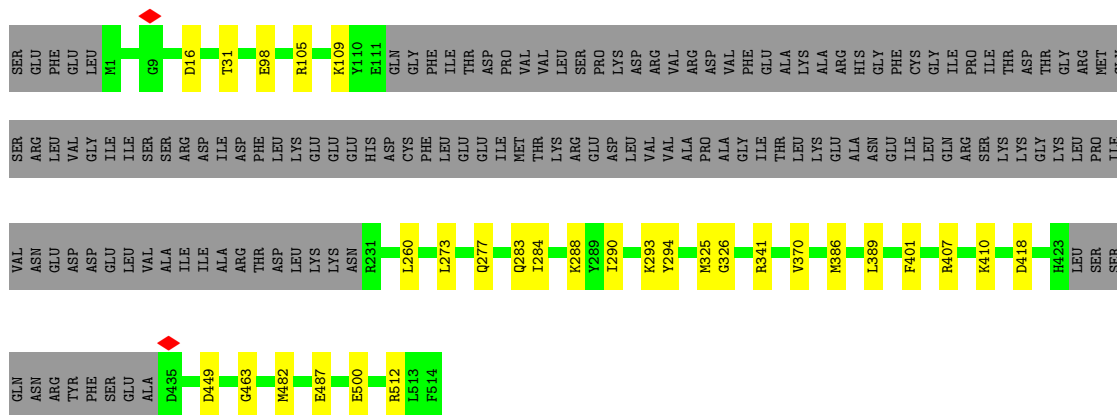 SER GLU PHE GLU LEU M1 G9 D16 T31 E98 R105 K109 Y110 E111 GLN GLY PHE ILE THR ASP PRO VAL VAL LEU SER PRO LYS ASP ARG VAL ARG ASP VAL PHE GLU ALA LYS ALA ARG HIS GLY PHE CYS GLY ILE PRO ILE THR ASP THR GLY ARG MET
SER ARG LEU VAL GLY ILE ILE SER SER ARG ASP ILE ASP PHE LEU LYS GLU GLU GLU HIS ASP CYS PHE LEU GLU GLU ILE MET THR LYS ARG GLU ASP LEU VAL VAL ALA PRO ALA GLY ILE THR LEU LYS GLU ALA ASN GLU ILE LEU GLN ARG SER LYS LYS GLY LYS LEU PRO ILE
VAL ASN GLU ASP ASP GLU LEU VAL ALA ILE ILE ALA ARG THR ASP LEU LYS LYS ASN R231 L260 L273 Q277 Q283 I284 K288 Y289 I290 K293 Y294 M325 G326 R341 V370 M386 L389 F401 R407 K410 D418 H423 LEU SER SER
GLN ASN ARG TYR PHE SER GLU ALA D435 D449 G463 M482 E487 E500 R512 L513 F514